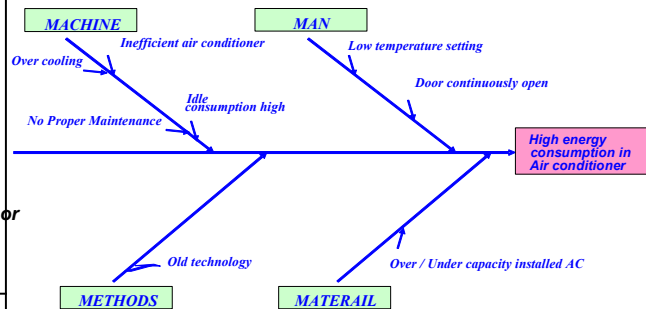 MACHINE
MAN
Inefficient air conditioner
Low temperature setting
Over cooling
Door continuously open
Idle
consumption high
No Proper Maintenance
High energy
consumption in
Air conditioner
or
Old technology
Over / Under capacity installed AC
METHODS
MATERAIL